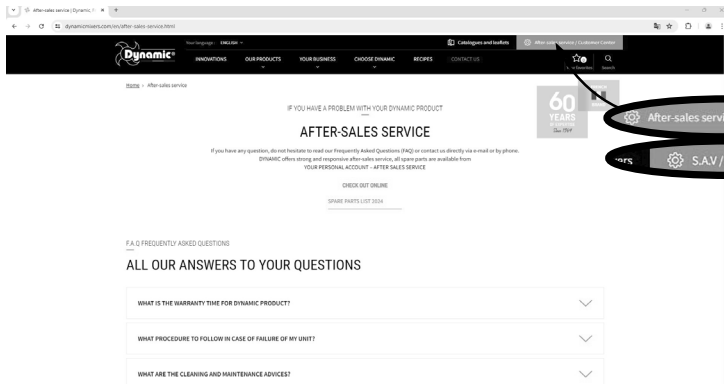 After-sales service | Dynamic, f
dynamicmixers.com/en/after-sales-service.html
Your language : ENGLISH
Catalogues and leaflets
After-sales service / Customer Center
Dynamic®
INNOVATIONS
OUR PRODUCTS
YOUR BUSINESS
CHOOSE DYNAMIC
RECIPES
CONTACT US
Favorites
Search
Home > After-sales service
IF YOU HAVE A PROBLEM WITH YOUR DYNAMIC PRODUCT
60
YEARS
Since 1964
After-sales servi
S.A.V /
AFTER-SALES SERVICE
If you have any question, do not hesitate to read our Frequently Asked Questions (FAQ) or contact us directly via e-mail or by phone.
DYNAMIC offers strong and responsive after-sales service, all spare parts are available from
YOUR PERSONAL ACCOUNT – AFTER SALES SERVICE
CHECK OUT ONLINE
SPARE PARTS LIST 2024
F.A.Q FREQUENTLY ASKED QUESTIONS
ALL OUR ANSWERS TO YOUR QUESTIONS
WHAT IS THE WARRANTY TIME FOR DYNAMIC PRODUCT?
WHAT PROCEDURE TO FOLLOW IN CASE OF FAILURE OF MY UNIT?
WHAT ARE THE CLEANING AND MAINTENANCE ADVICES?